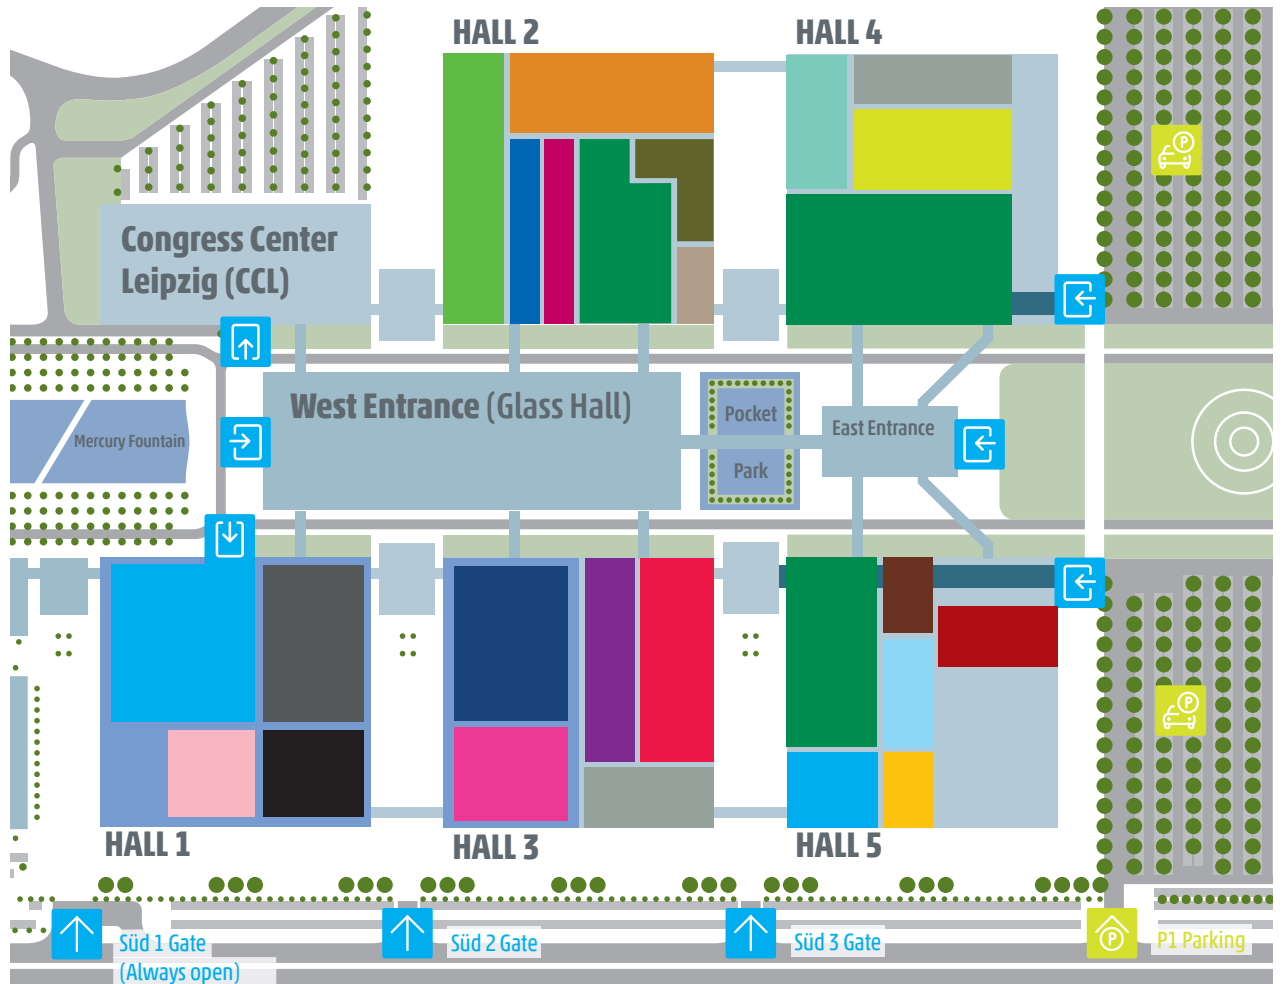 HALL 2
HALL 4
P
Congress Center
Leipzig (CCL)
West Entrance (Glass Hall)
Pocket
Park
East Entrance
Mercury Fountain
P
HALL 1
HALL 3
HALL 5
Süd 1 Gate
(Always open)
Süd 2 Gate
Süd 3 Gate
P
P1 Parking